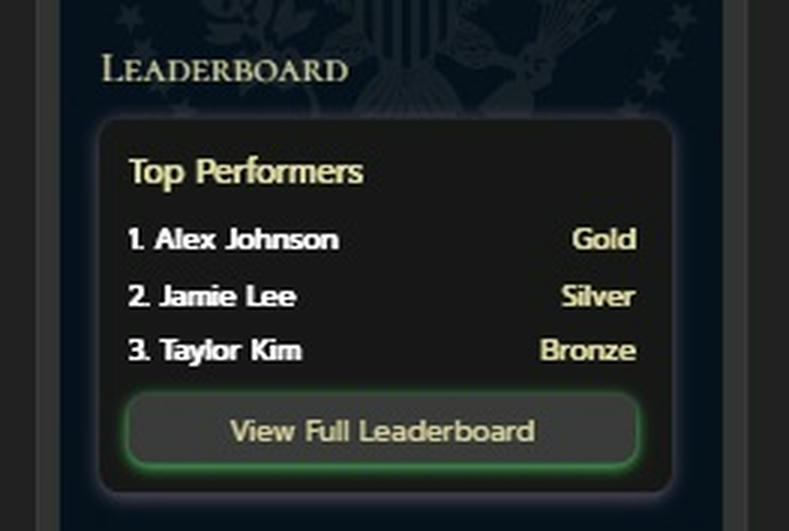 LEADERBOARD
Top Performers
1. Alex Johnson Gold
2. Jamie Lee Silver
3. Taylor Kim Bronze
View Full Leaderboard